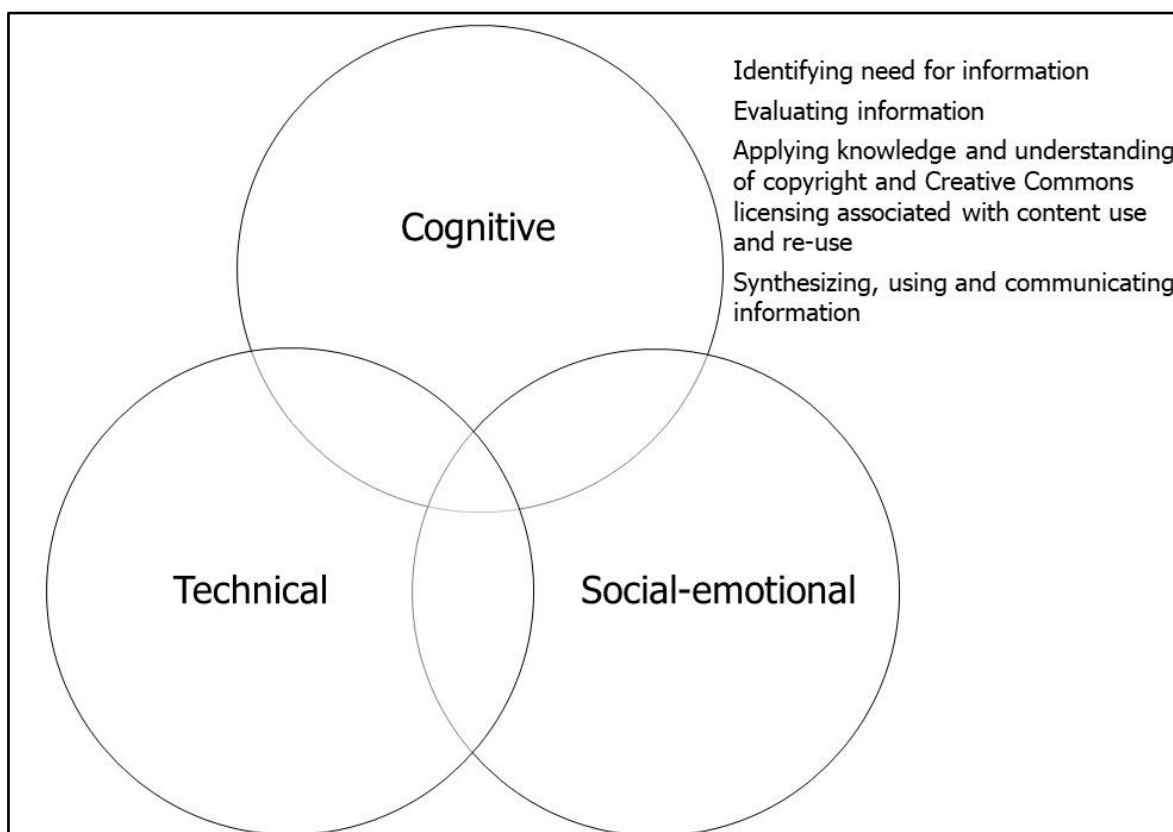 Identifying need for information
Evaluating information
Applying knowledge and understanding
of copyright and Creative Commons
licensing associated with content use
and re-use
Synthesizing, using and communicating
information
Cognitive
Technical
Social-emotional